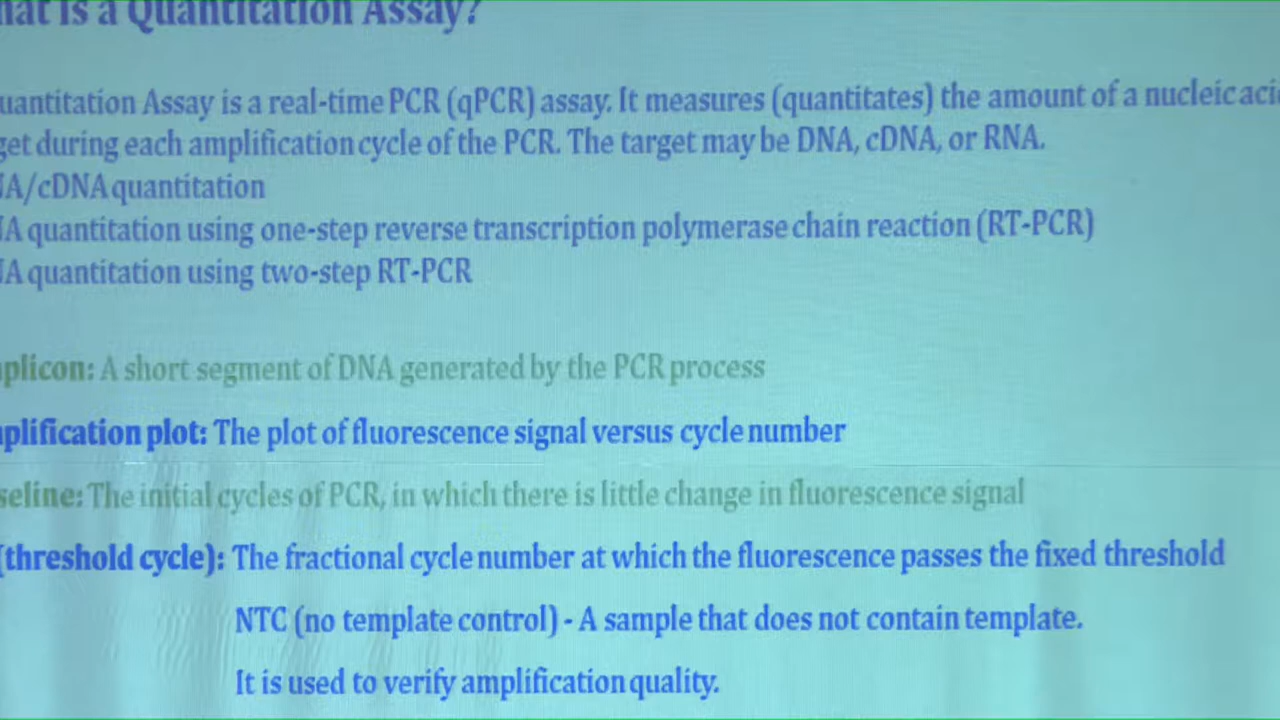 hat is a Quantitation Assay?
uantitation Assay is a real-time PCR (qPCR) assay. It measures (quantitates) the amount of a nucleic aci
get during each amplification cycle of the PCR. The target may be DNA, cDNA, or RNA.
NA/cDNA quantitation
NA quantitation using one-step reverse transcription polymerase chain reaction (RT-PCR)
NA quantitation using two-step RT-PCR
plicon: A short segment of DNA generated by the PCR process
plification plot: The plot of fluorescence signal versus cycle number
seline: The initial cycles of PCR, in which there is little change in fluorescence signal
(threshold cycle): The fractional cycle number at which the fluorescence passes the fixed threshold
NTC (no template control) - A sample that does not contain template.
It is used to verify amplification quality.